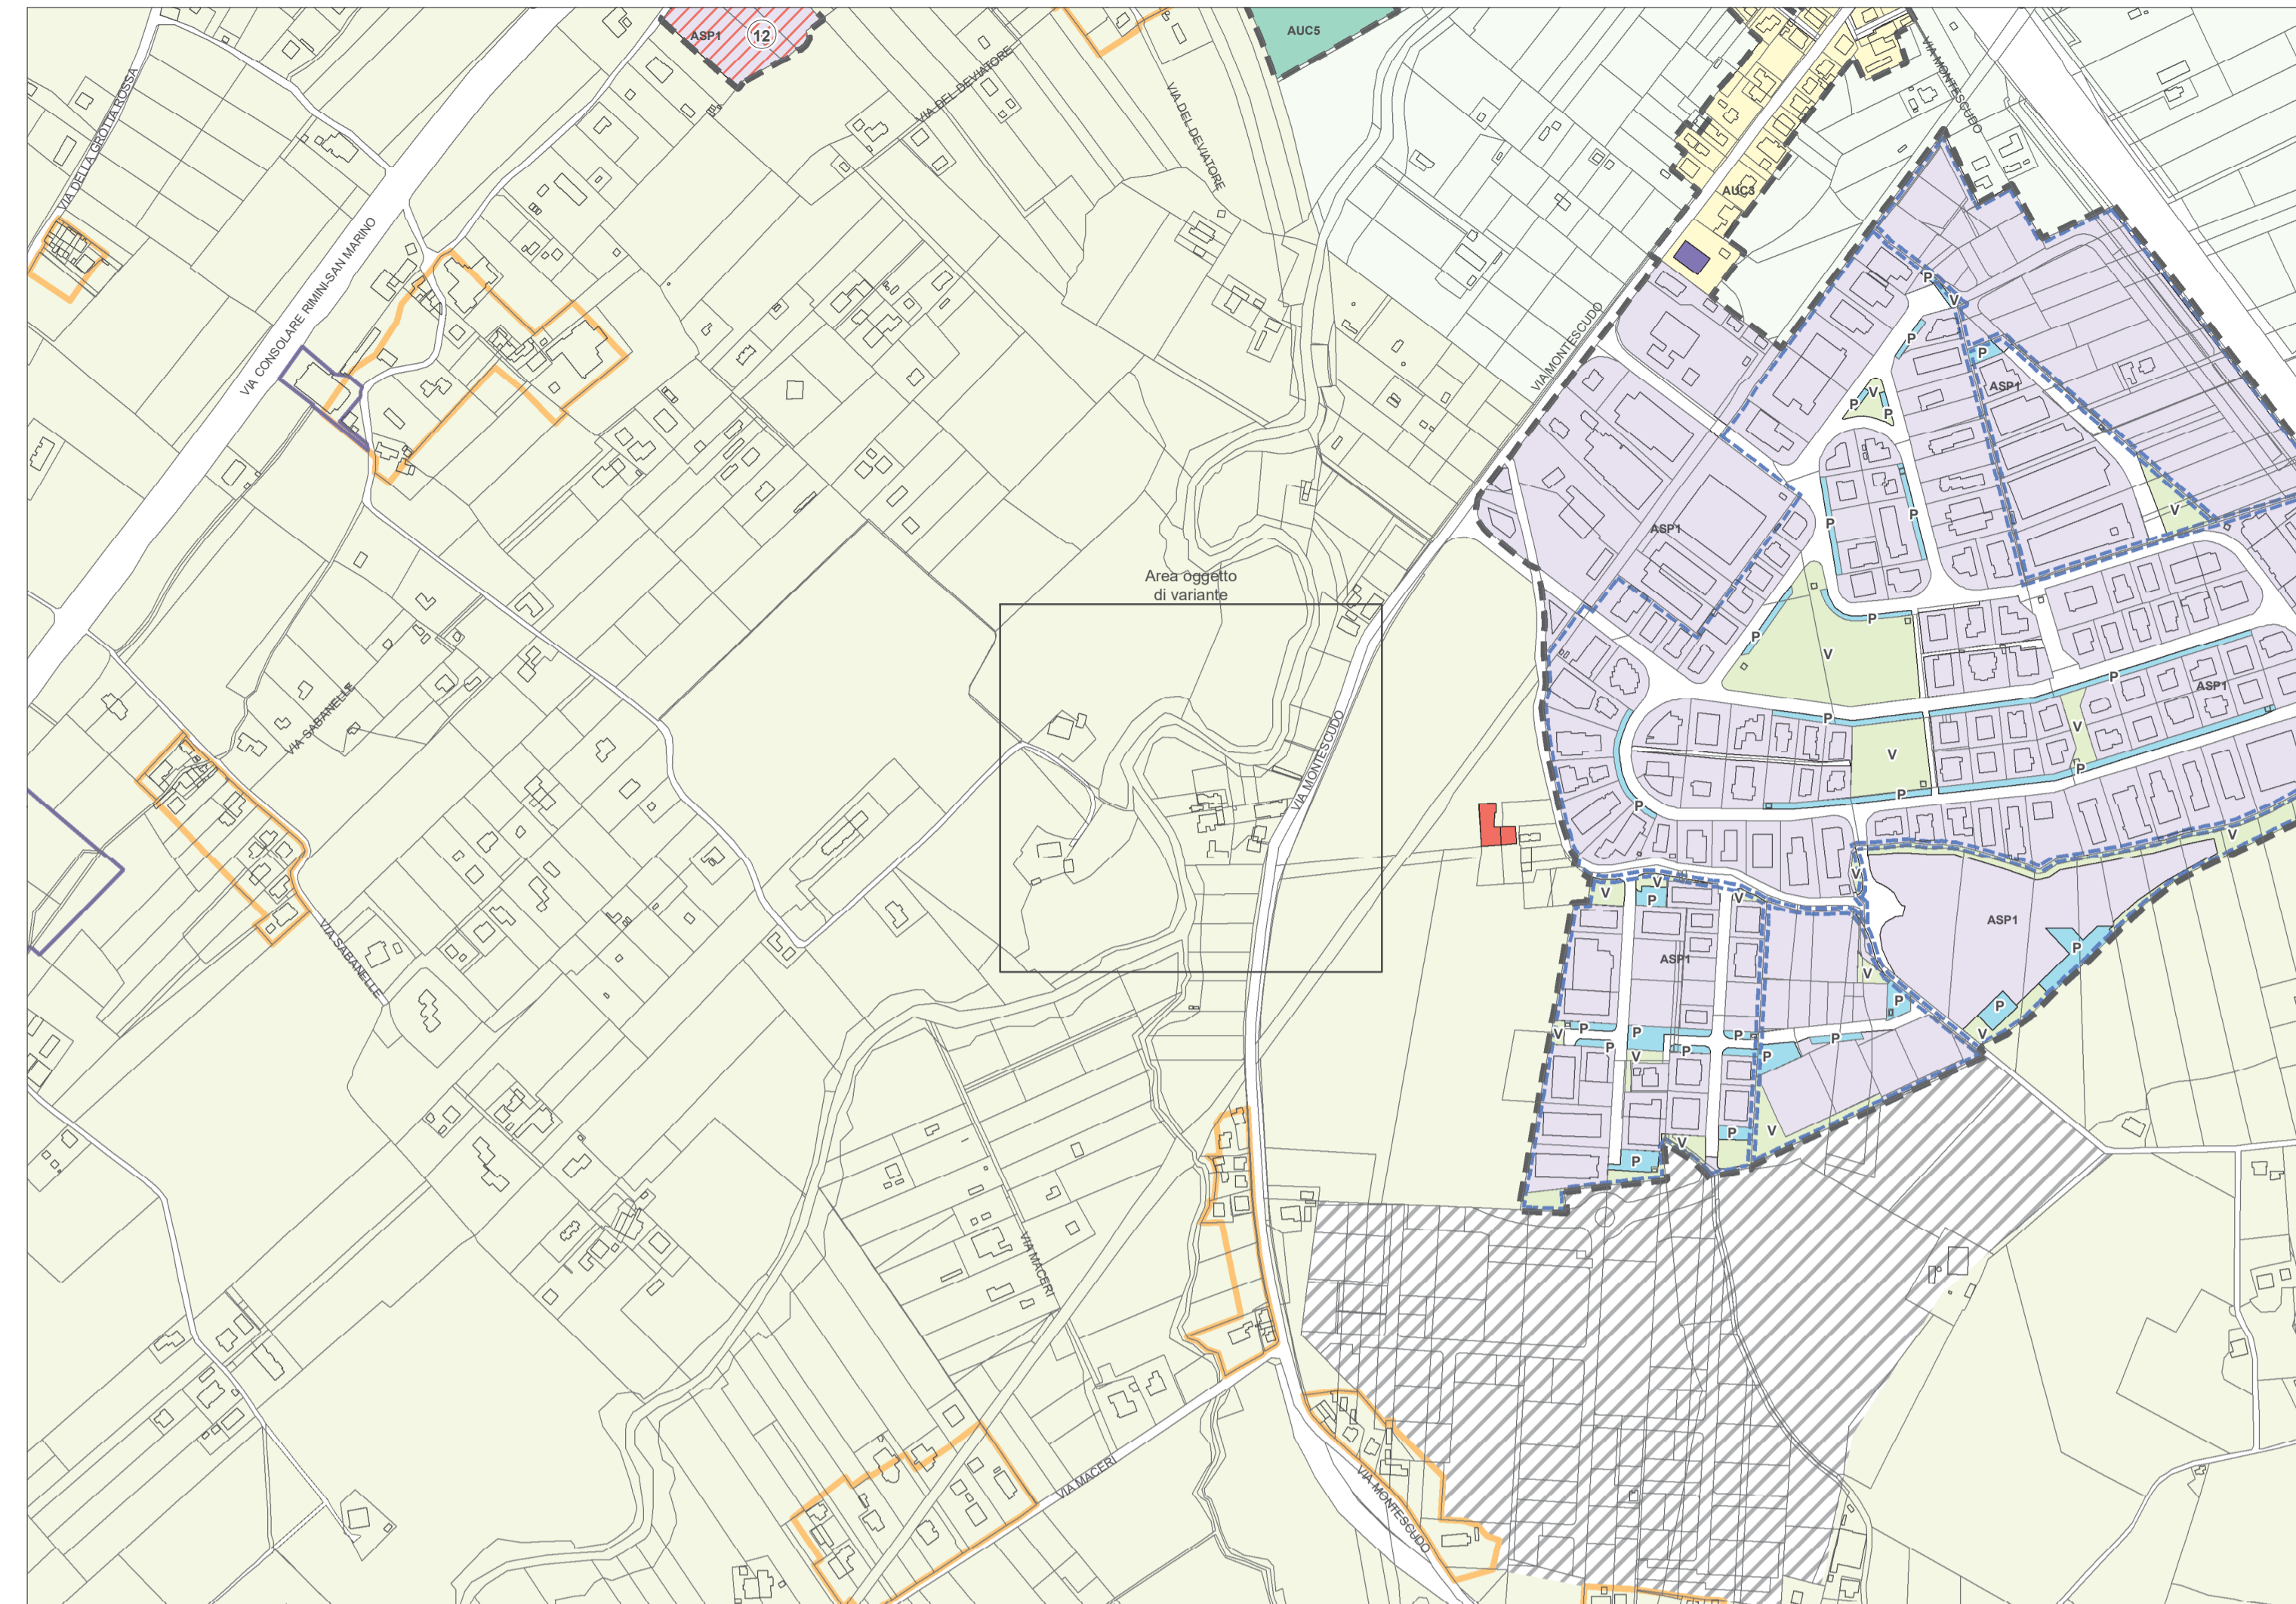 ASP1
12
AUC5
VIA DELLA GROTTA ROSSA
VIA DEL DEVIATORE
VIA DEL DEVIATORE
VIA MONTESCUDO
AUC3
VIA CONSOLARE RIMINI-SAN MARINO
VIA MONTESCUDO
P
V
P
P
ASP1
V
P
P
P
P
V
ASP1
Area oggetto
di variante
P
P
V
P
ASP1
P
V
V
P
VIA SABANELLE
VIA MONTESCUDO
P
P
V
V
V
V
P
V
ASP1
P
ASP1
V
P
P
V
VIA SABANELLE
V
P
P
P
P
P
V
P
P
V
P
V
V
P
VIA MACERI
VIA MACERI
VIA MONTESCUDO